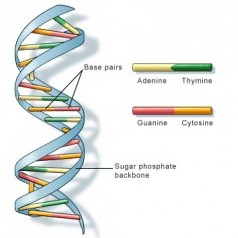 Base pairs
Adenine Thymine
Guanine Cytosine
Sugar phosphate
backbone